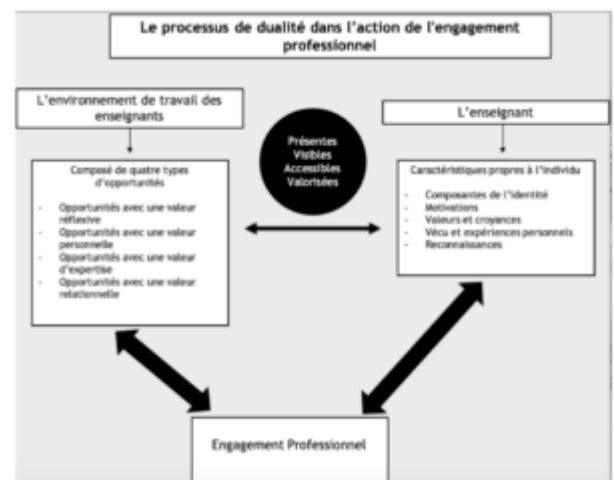 Le processus de dualité dans l'action de l'engagement
professionnel
L'environnement de travail des
enseignants
Présentes
Visibles
Accessibles
Valorisées
L'enseignant
Composé de quatre types
d'opportunités
- Opportunités avec une valeur
réflexive
- Opportunités avec une valeur
personnelle
- Opportunités avec une valeur
d'expertise
- Opportunités avec une valeur
relationnelle
Caractéristiques propres à l'individu
- Composantes de l'identité
- Motivations
- Valeurs et croyances
- Vécu et expériences personnels
- Reconnaissances
Engagement Professionnel